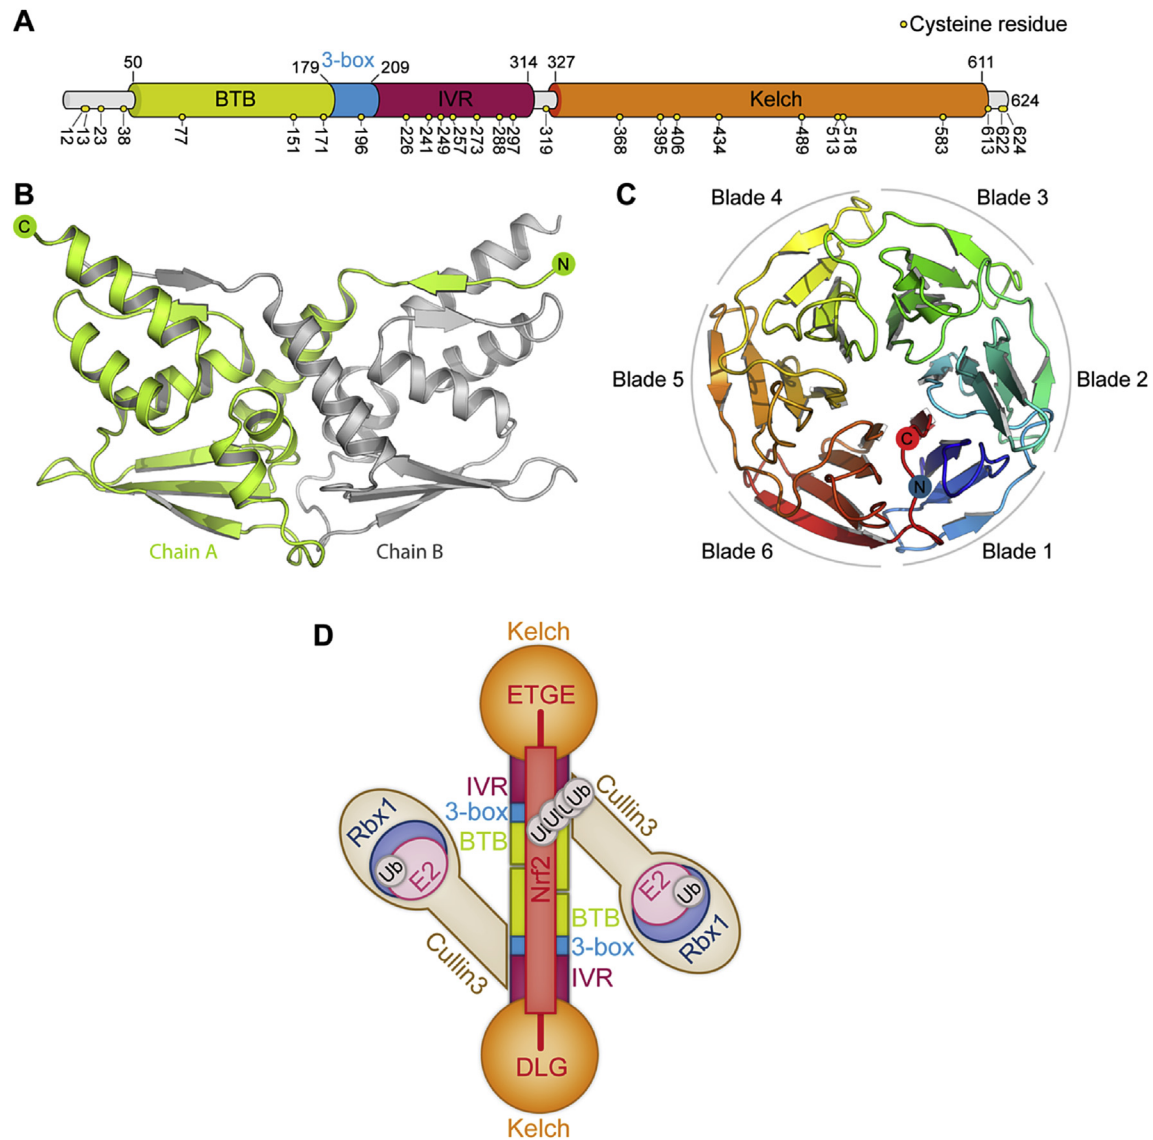 A
Cysteine residue
50
179
3-box
209
314
327
611
BTB
IVR
Kelch
624
12
13
23
38
77
151
171
196
226
241
249
257
273
288
297
319
368
395
406
434
489
513
518
583
613
622
624
B
C
N
Chain A
Chain B
C
Blade 4
Blade 3
Blade 5
Blade 2
C
N
Blade 6
Blade 1
D
Kelch
ETGE
IVR
3-box
BTB
Nrf2
Ub
Cullin3
Rbx1
Ub
E2
Cullin3
E2
Ub
Rbx1
BTB
3-box
IVR
DLG
Kelch